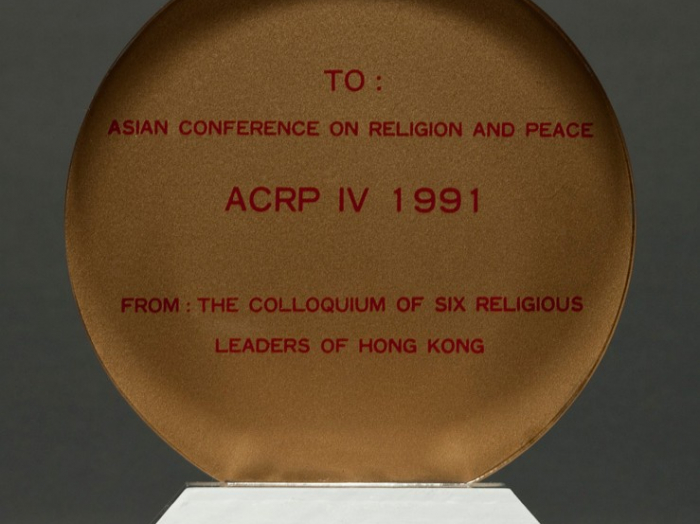 TO :
ASIAN CONFERENCE ON RELIGION AND PEACE
ACRP IV 1991
FROM : THE COLLOQUIUM OF SIX RELIGIOUS
LEADERS OF HONG KONG